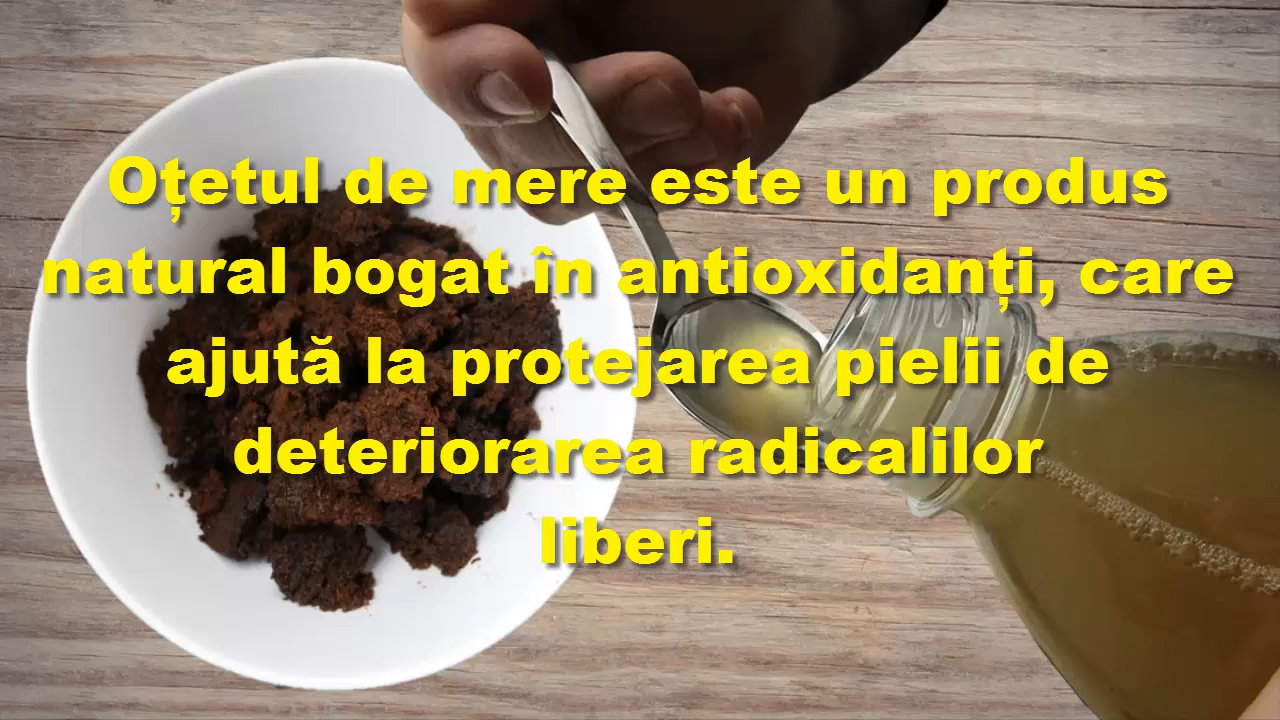 Oțetul de mere este un produs
natural bogat în antioxidanți, care
ajută la protejarea pielii de
deteriorarea radicalilor
liberi.